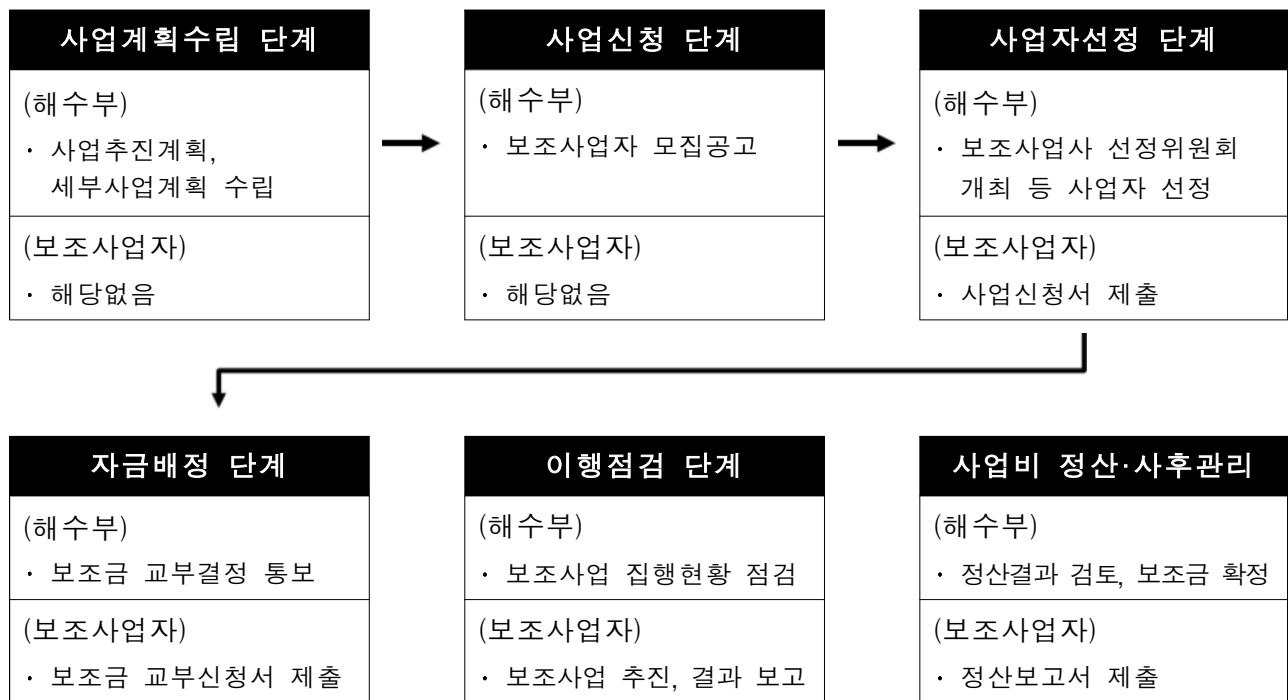 사업계획수립 단계
(해수부)
· 사업추진계획,
세부사업계획 수립
(보조사업자)
· 해당없음
사업신청 단계
(해수부)
· 보조사업자 모집공고
(보조사업자)
· 해당없음
사업자선정 단계
(해수부)
· 보조사업사 선정위원회
개최 등 사업자 선정
(보조사업자)
· 사업신청서 제출
자금배정 단계
(해수부)
· 보조금 교부결정 통보
(보조사업자)
· 보조금 교부신청서 제출
이행점검 단계
(해수부)
· 보조사업 집행현황 점검
(보조사업자)
· 보조사업 추진, 결과 보고
사업비 정산·사후관리
(해수부)
· 정산결과 검토, 보조금 확정
(보조사업자)
· 정산보고서 제출